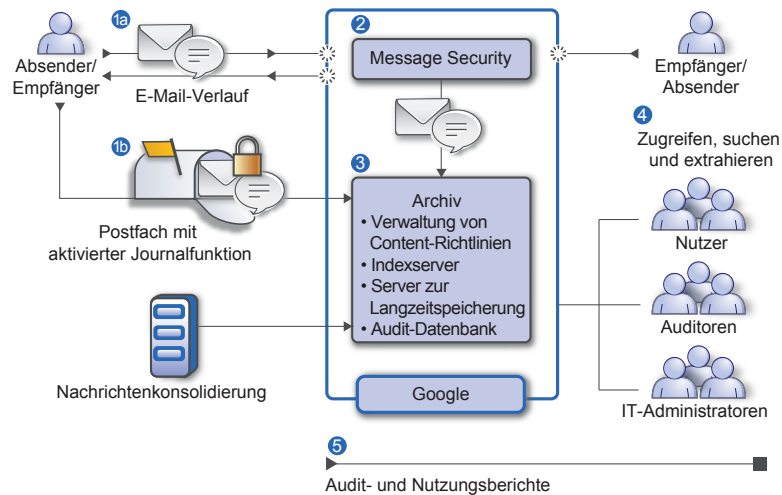 1a
Absender/
Empfänger
E-Mail-Verlauf
2
Message Security
Empfänger/
Absender
1b
Postfach mit
aktivierter Journalfunktion
3
Archiv
• Verwaltung von
Content-Richtlinien
• Indexserver
• Server zur
Langzeitspeicherung
• Audit-Datenbank
4
Zugreifen, suchen
und extrahieren
Nutzer
Auditoren
IT-Administratoren
Nachrichtenkonsolidierung
Google
5
Audit- und Nutzungsberichte